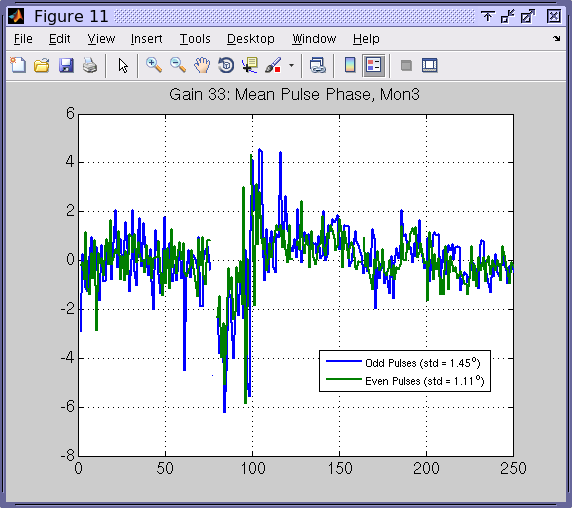 Figure 11
File Edit View Insert Tools Desktop Window Help
Gain 33: Mean Pulse Phase, Mon3
6
4
2
0
-2
-4
-6
-8
Odd Pulses (std = 1.45°)
Even Pulses (std = 1.11°)
0 50 100 150 200 250